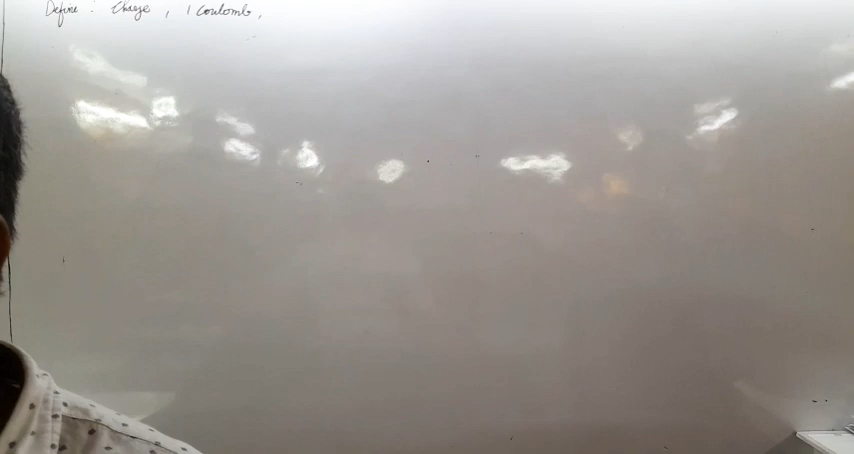 Define : Charge , 1 Coulomb,